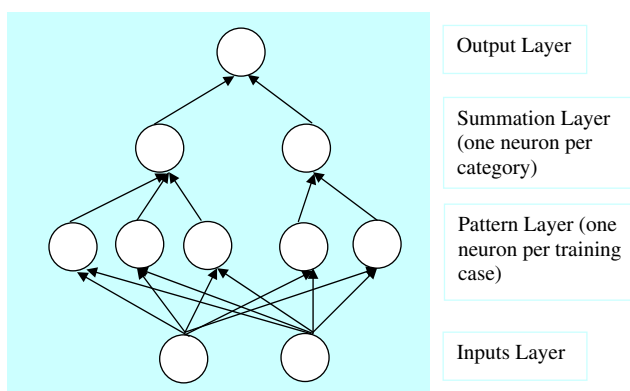 Output Layer
Summation Layer
(one neuron per
category)
Pattern Layer (one
neuron per training
case)
Inputs Layer